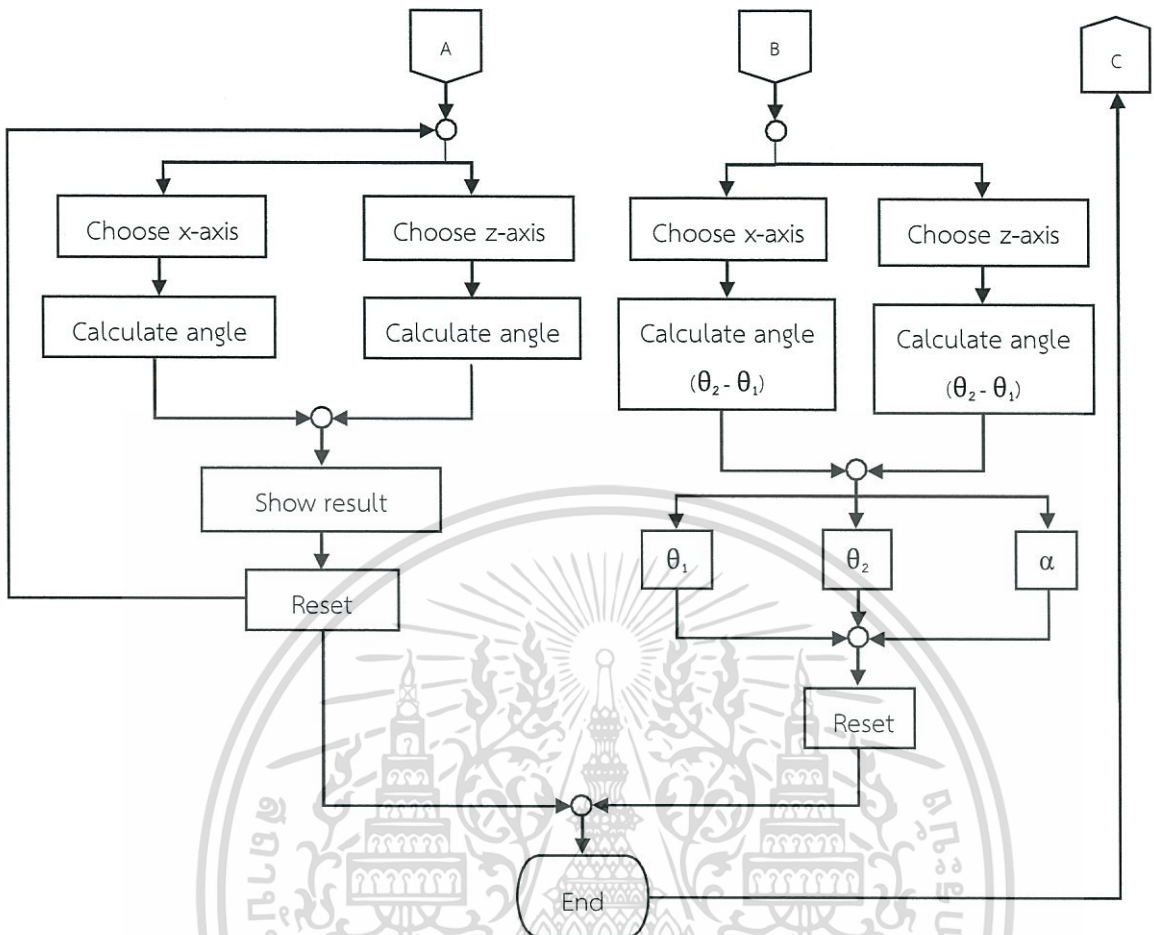 A
B
C
Choose x-axis
Choose z-axis
Choose x-axis
Choose z-axis
Calculate angle
Calculate angle
Calculate angle
(θ₂ - θ₁)
Calculate angle
(θ₂ - θ₁)
Show result
θ₁
θ₂
α
Reset
Reset
End